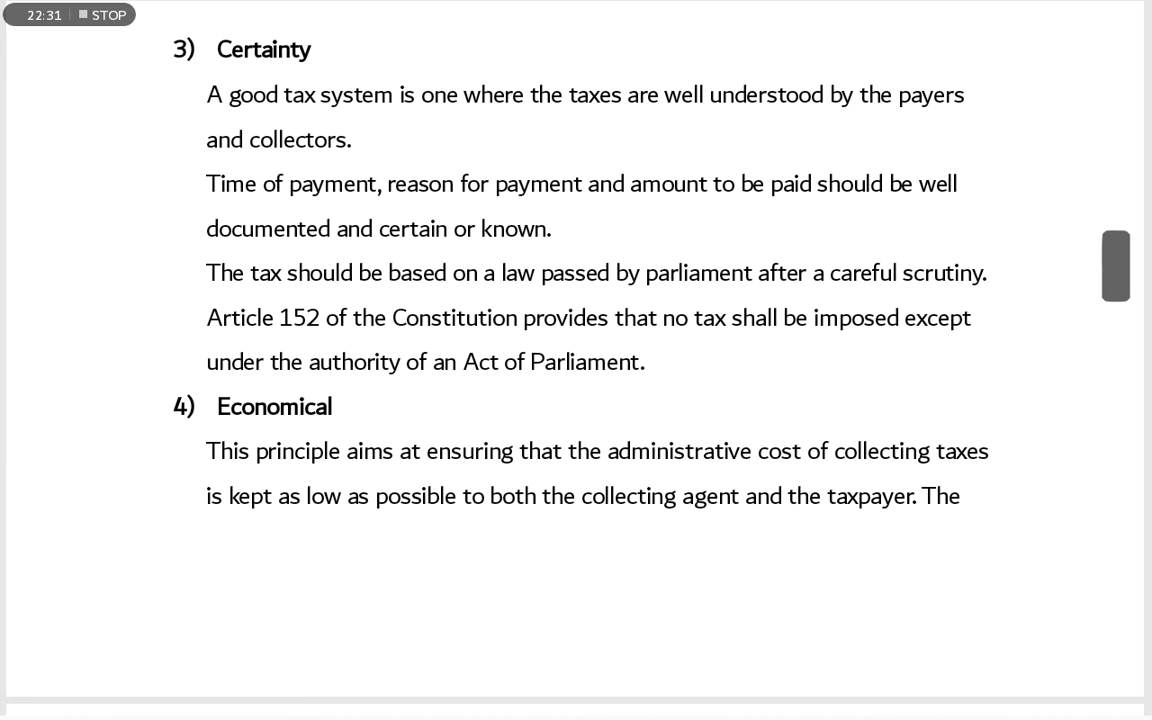 22:31 STOP
3) Certainty
A good tax system is one where the taxes are well understood by the payers
and collectors.
Time of payment, reason for payment and amount to be paid should be well
documented and certain or known.
The tax should be based on a law passed by parliament after a careful scrutiny.
Article 152 of the Constitution provides that no tax shall be imposed except
under the authority of an Act of Parliament.
4) Economical
This principle aims at ensuring that the administrative cost of collecting taxes
is kept as low as possible to both the collecting agent and the taxpayer. The